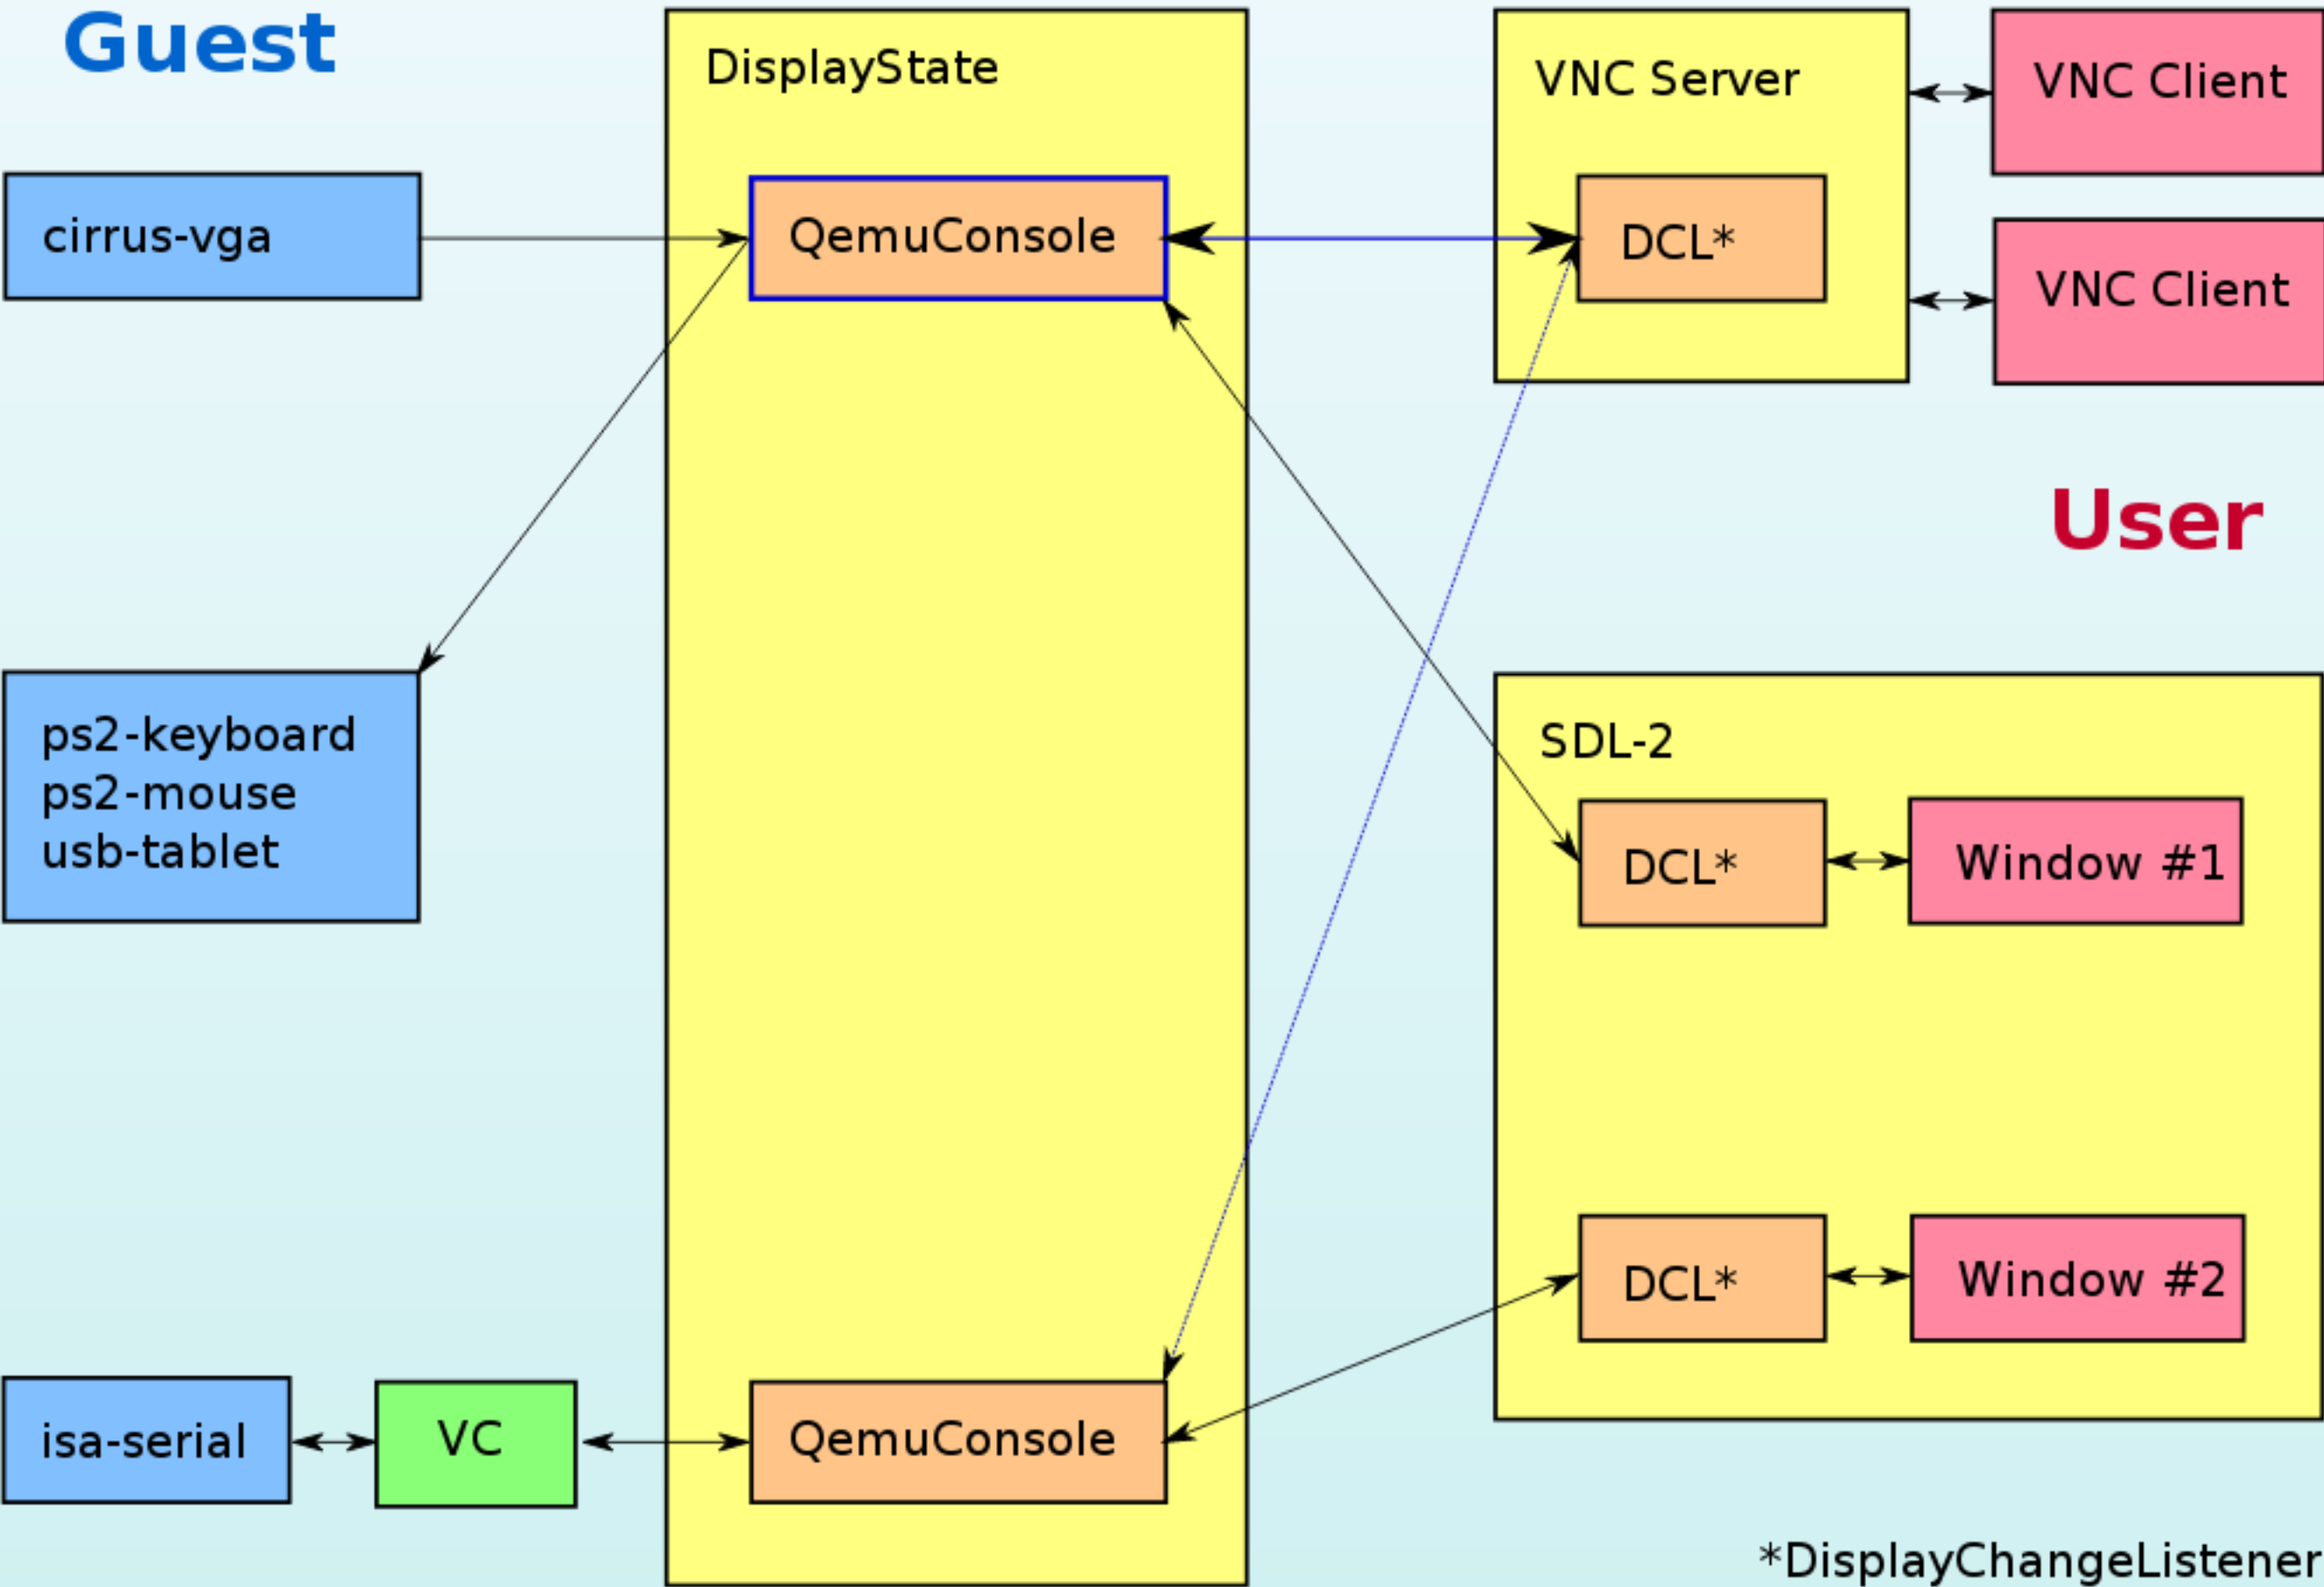 Guest
DisplayState
VNC Server
VNC Client
cirrus-vga
QemuConsole
DCL*
VNC Client
User
ps2-keyboard
ps2-mouse
usb-tablet
SDL-2
DCL*
Window #1
DCL*
Window #2
isa-serial
VC
QemuConsole
*DisplayChangeListener